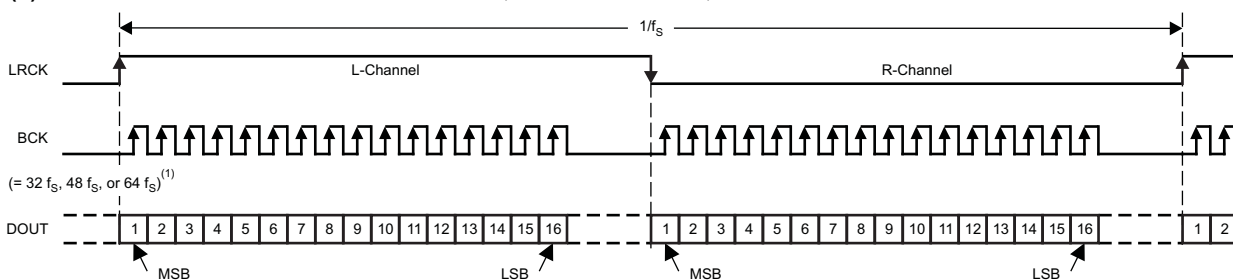 1/fS
LRCK
L-Channel
R-Channel
BCK
(= 32 fS, 48 fS, or 64 fS)(1)
DOUT
1 2 3 4 5 6 7 8 9 10 11 12 13 14 15 16 1 2 3 4 5 6 7 8 9 10 11 12 13 14 15 16 1 2
MSB LSB MSB LSB